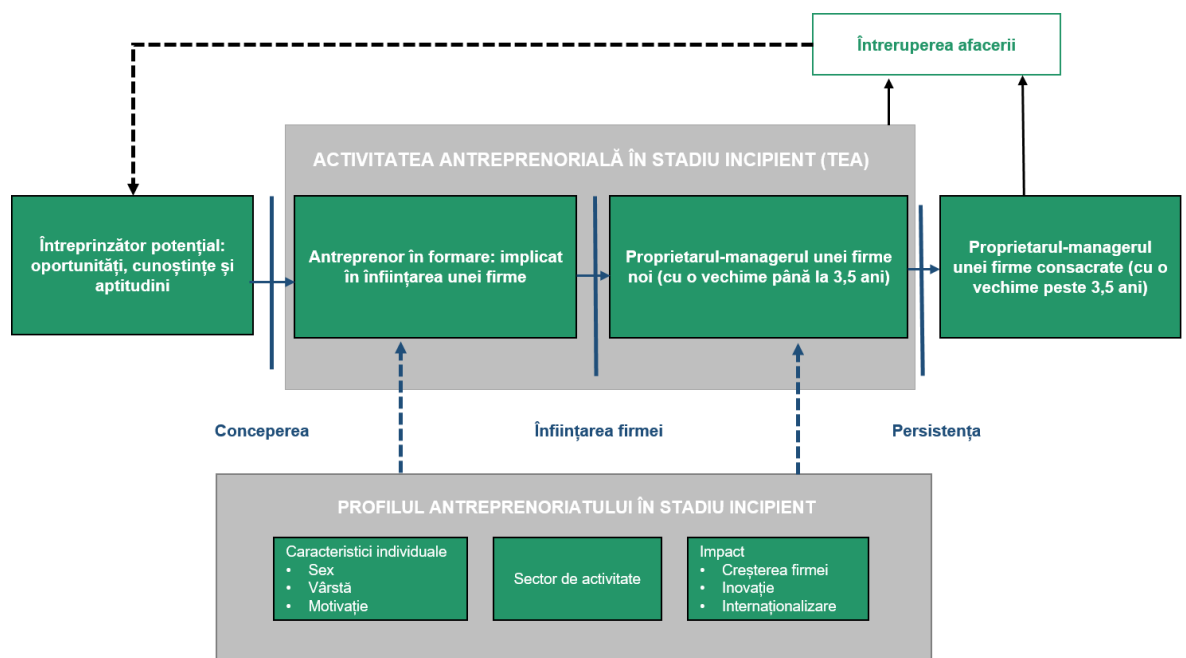 Întreruperea afacerii
ACTIVITATEA ANTREPRENORIALĂ ÎN STADIU INCIPIENT (TEA)
Întreprinzător potențial:
oportunități, cunoștințe și
aptitudini
Antreprenor în formare: implicat
în înființarea unei firme
Proprietarul-managerul unei firme
noi (cu o vechime până la 3,5 ani)
Proprietarul-managerul
unei firme consacrate (cu o
vechime peste 3,5 ani)
Conceperea
Înființarea firmei
Persistența
PROFILUL ANTREPRENORIATULUI ÎN STADIU INCIPIENT
Caracteristici individuale
• Sex
• Vârstă
• Motivație
Sector de activitate
Impact
• Creșterea firmei
• Inovație
• Internaționalizare